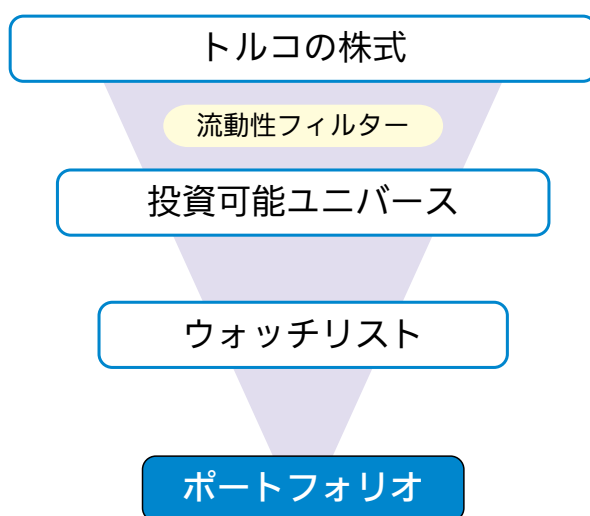 トルコの株式
流動性フィルター
投資可能ユニバース
ウォッチリスト
ポートフォリオ